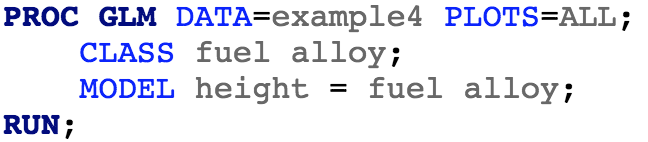 PROC GLM DATA=example4 PLOTS=ALL;
CLASS fuel alloy;
MODEL height = fuel alloy;
RUN;